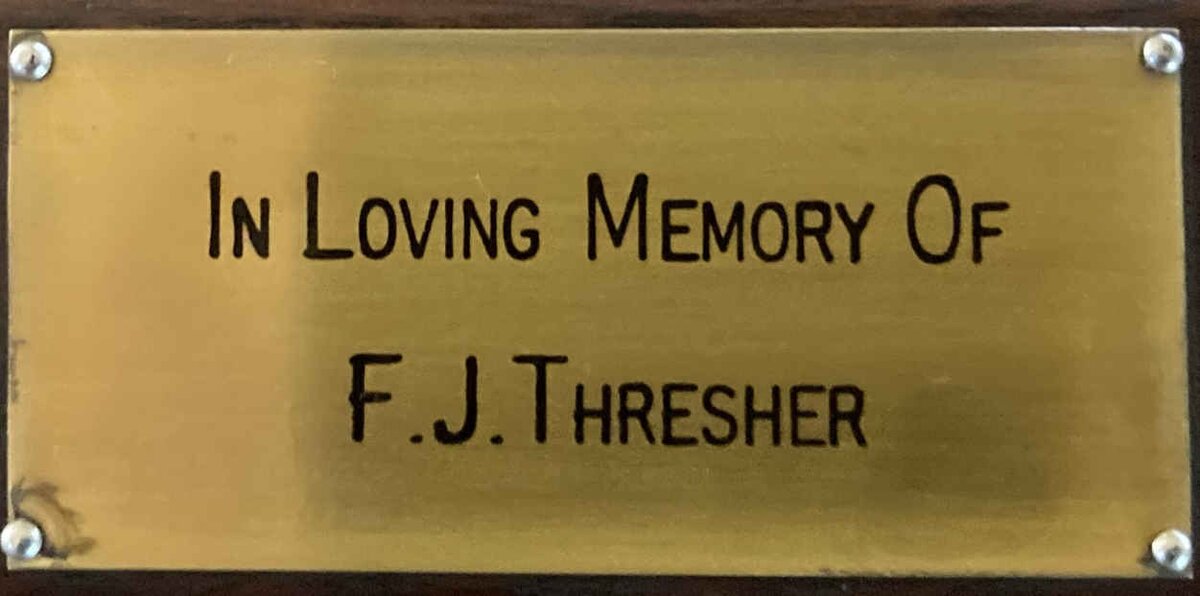 In Loving Memory Of
F.J.Thresher